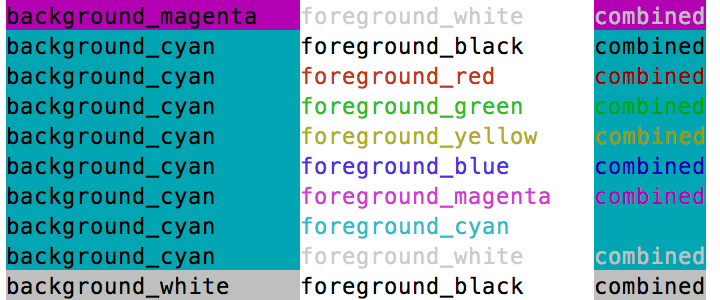 background_magenta foreground_white combined
background_cyan foreground_black combined
background_cyan foreground_red combined
background_cyan foreground_green combined
background_cyan foreground_yellow combined
background_cyan foreground_blue combined
background_cyan foreground_magenta combined
background_cyan foreground_cyan
background_cyan foreground_white combined
background_white foreground_black combined